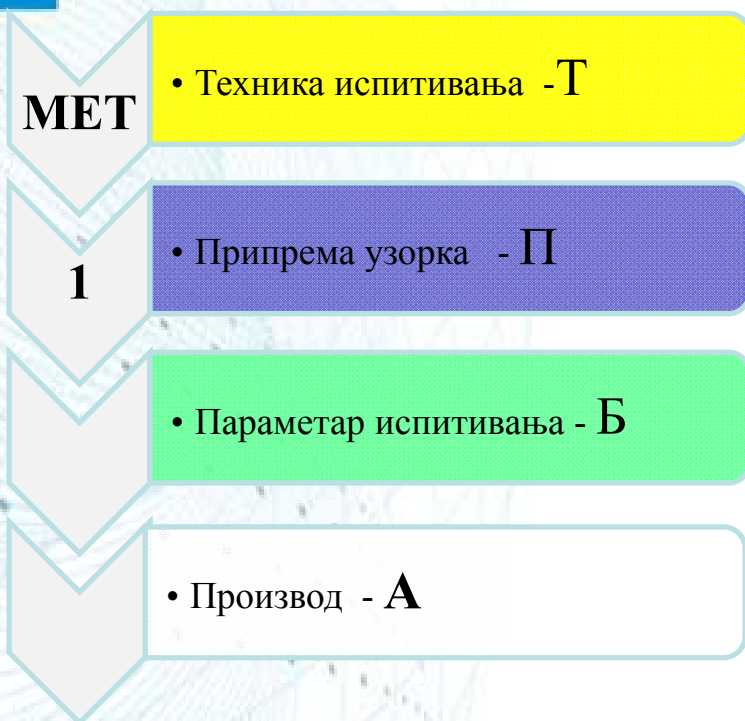 МЕТ
• Техника испитивања -Т
1
• Припрема узорка - П
• Параметар испитивања - Б
• Производ - А